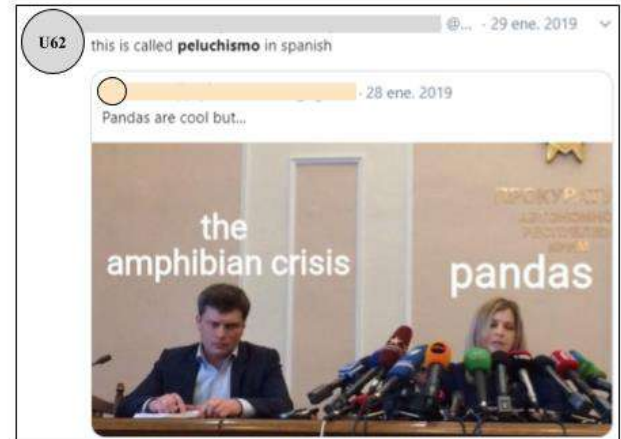 @... · 29 ene. 2019
U62
this is called peluchismo in spanish
· 28 ene. 2019
Pandas are cool but...
the
amphibian crisis
pandas